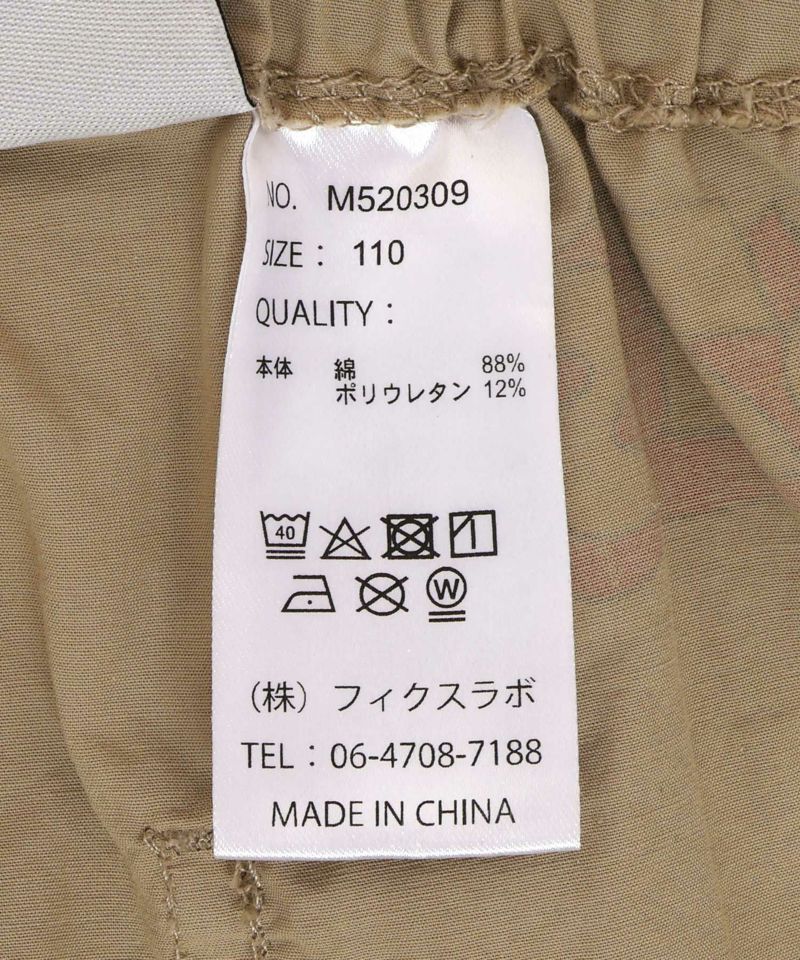 NO. M520309
SIZE : 110
QUALITY :
本体 綿 88%
ポリウレタン 12%
40
W
（株）フィクスラボ
TEL : 06-4708-7188
MADE IN CHINA